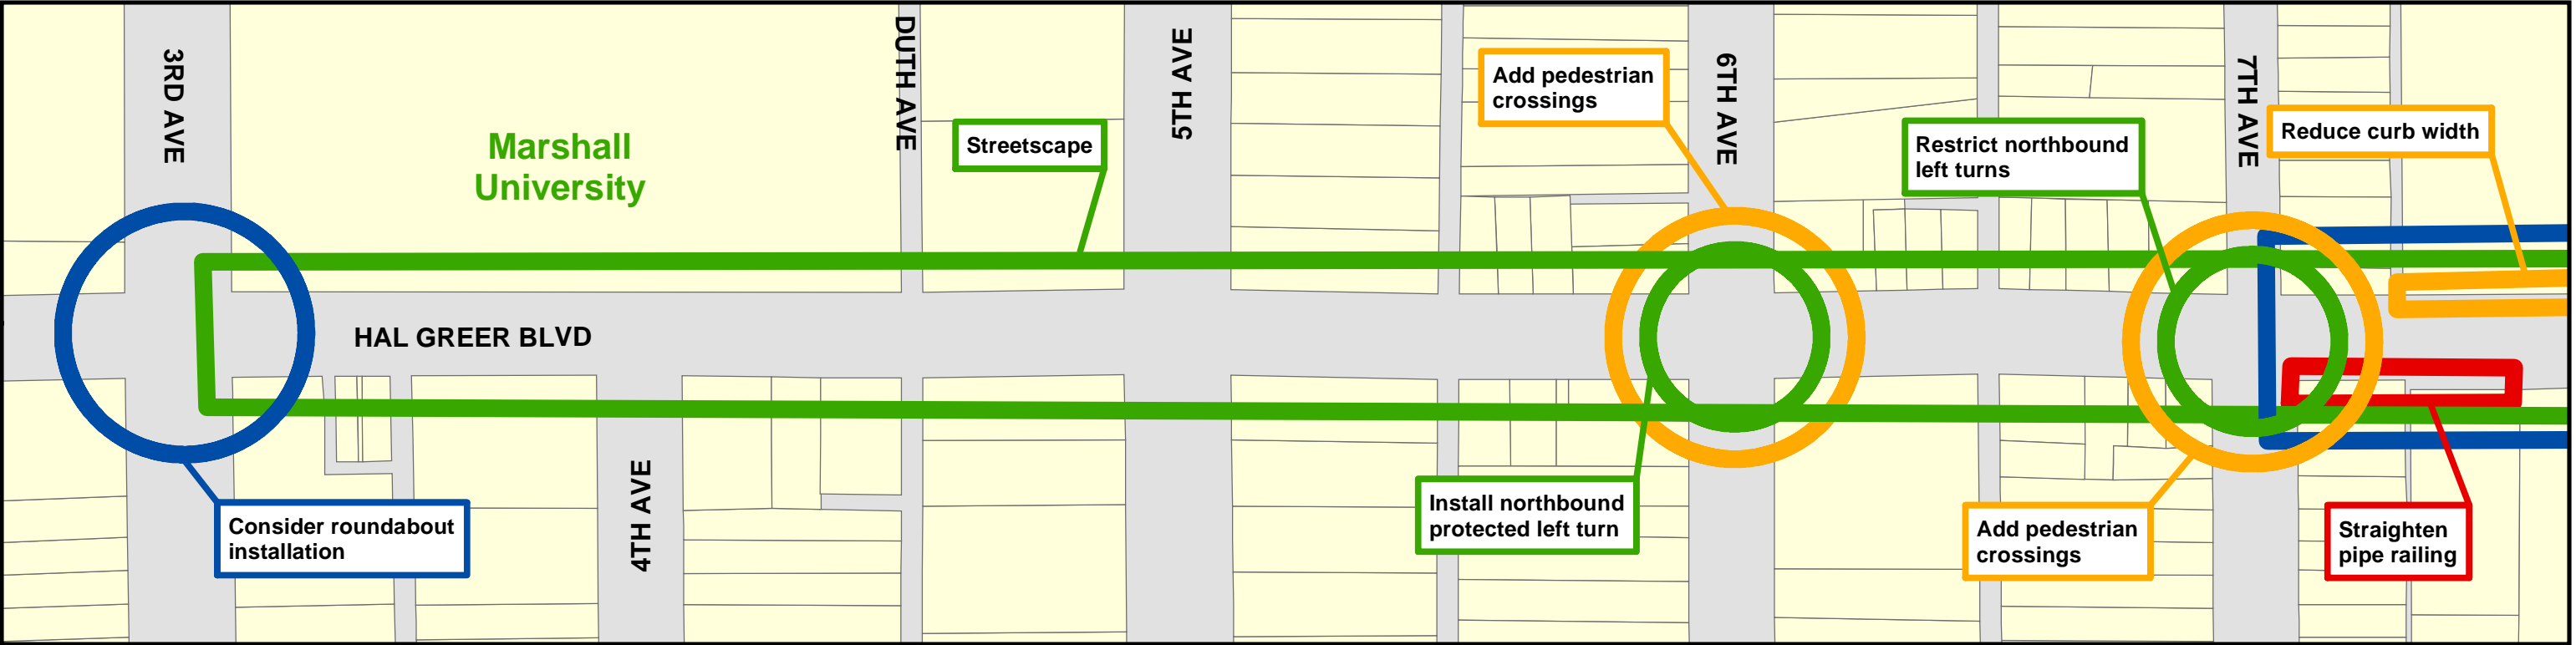 3RD AVE
Marshall
University
DUTH AVE
Streetscape
5TH AVE
Add pedestrian
crossings
6TH AVE
Restrict northbound
left turns
7TH AVE
Reduce curb width
HAL GREER BLVD
Consider roundabout
installation
4TH AVE
Install northbound
protected left turn
Add pedestrian
crossings
Straighten
pipe railing